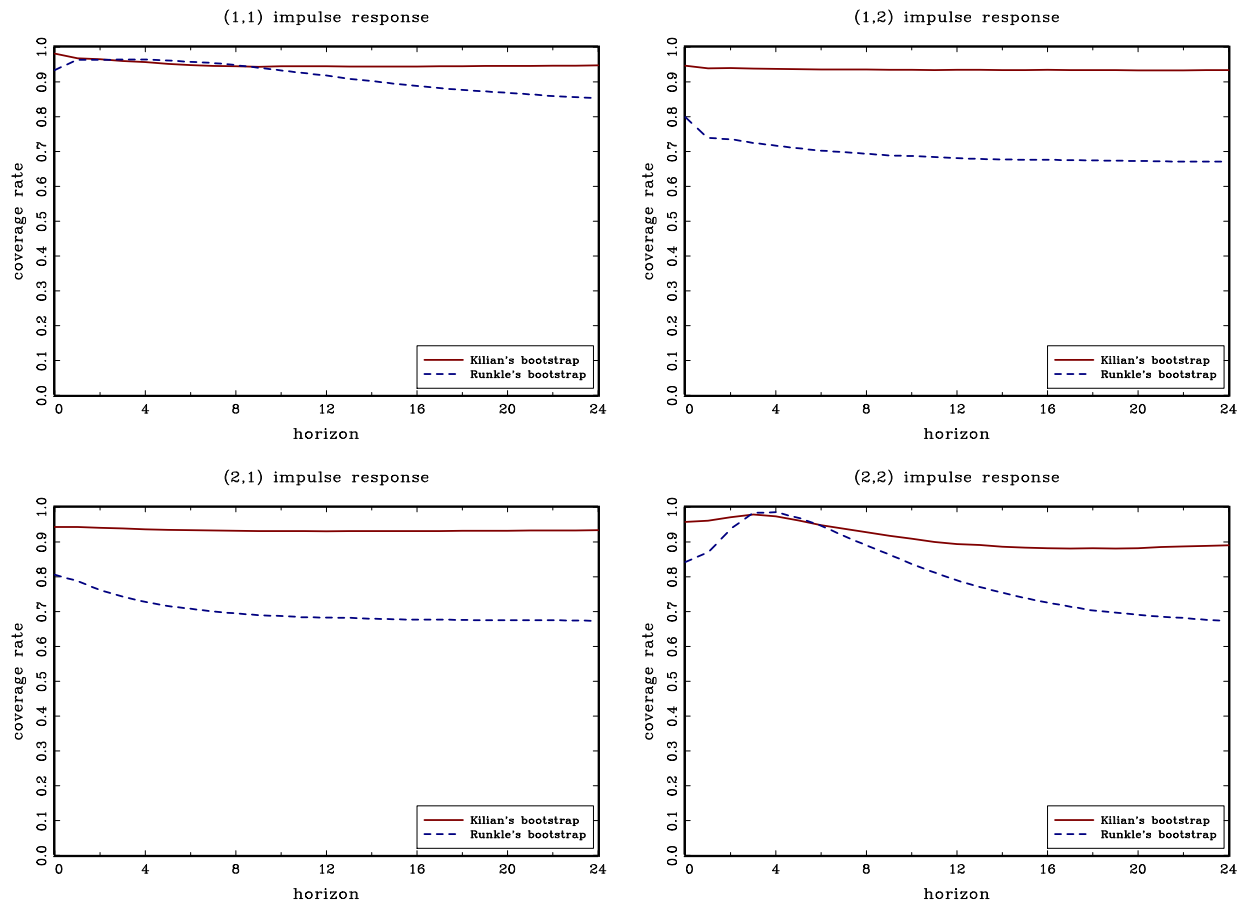 (1,1) impulse response
coverage rate
1.0
0.9
0.8
0.7
0.6
0.5
0.4
0.3
0.2
0.1
0.0
Kilian's bootstrap
Runkle's bootstrap
0 4 8 12 16 20 24
horizon
(1,2) impulse response
coverage rate
1.0
0.9
0.8
0.7
0.6
0.5
0.4
0.3
0.2
0.1
0.0
Kilian's bootstrap
Runkle's bootstrap
0 4 8 12 16 20 24
horizon
(2,1) impulse response
coverage rate
1.0
0.9
0.8
0.7
0.6
0.5
0.4
0.3
0.2
0.1
0.0
Kilian's bootstrap
Runkle's bootstrap
0 4 8 12 16 20 24
horizon
(2,2) impulse response
coverage rate
1.0
0.9
0.8
0.7
0.6
0.5
0.4
0.3
0.2
0.1
0.0
Kilian's bootstrap
Runkle's bootstrap
0 4 8 12 16 20 24
horizon